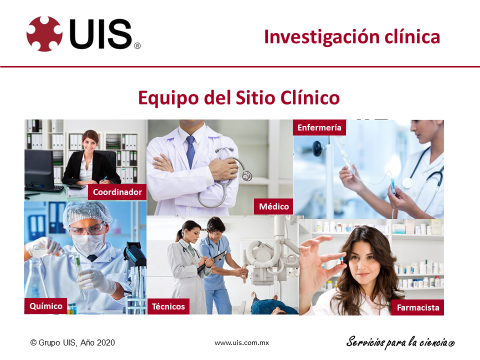 UIS®
Investigación clínica
Equipo del Sitio Clínico
Enfermería
Coordinador
Médico
Químico
Técnicos
Farmacista
© Grupo UIS, Año 2020
www.uis.com.mx
Servicios para la ciencia®